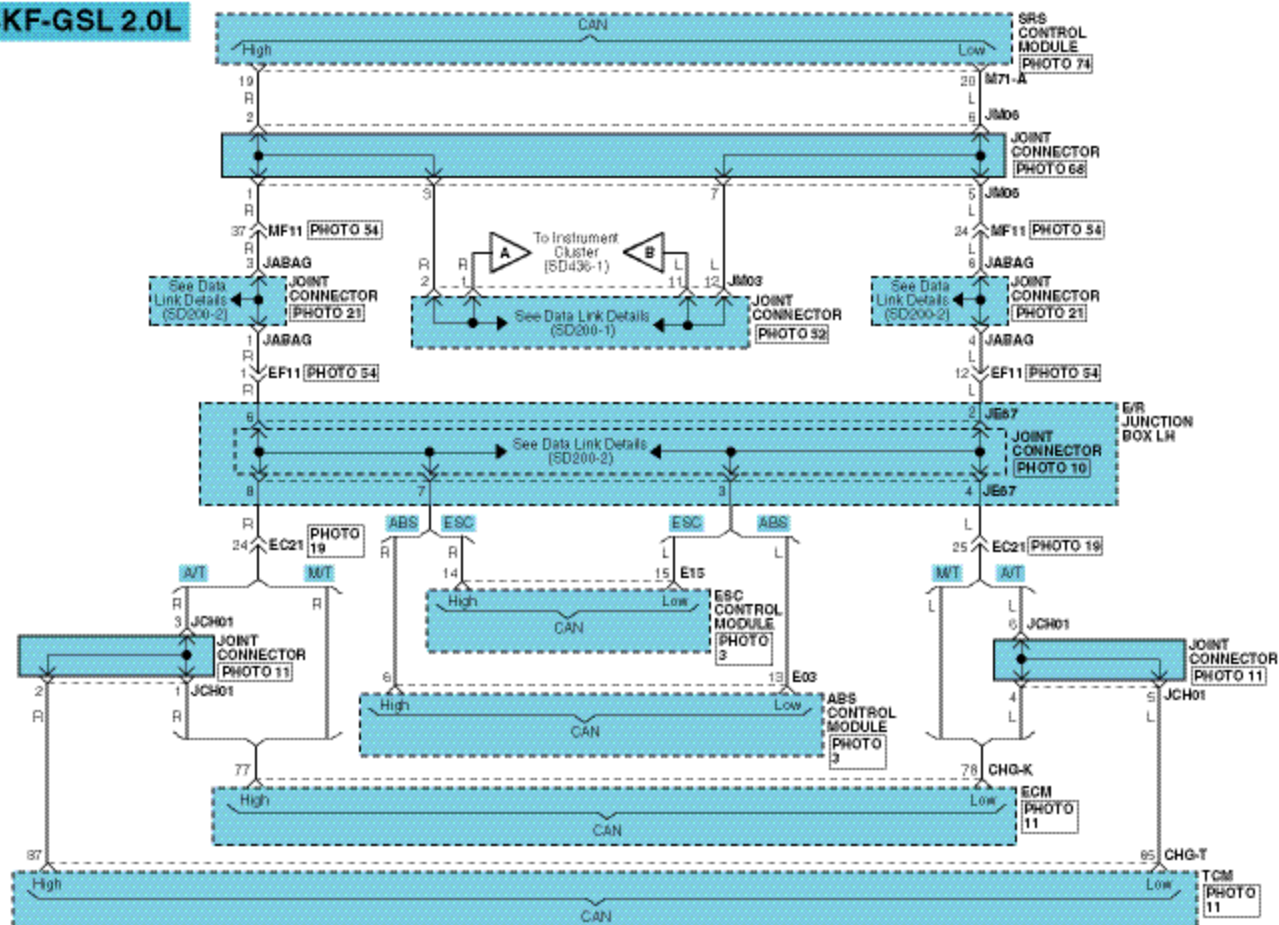 KF-GSL 2.0L
CAN
High
Low
SRS
CONTROL
MODULE
PHOTO 74
19
20
M71-A
R
L
2
6
JM06
JOINT
CONNECTOR
PHOTO 68
1
3
7
5
JM06
R
L
37
MF11
PHOTO 54
24
MF11
PHOTO 54
R
L
3
JABAG
6
JABAG
See Data
Link Details
(SD200-2)
JOINT
CONNECTOR
PHOTO 21
A
To Instrument
Cluster
(SD436-1)
B
R
R
L
L
2
1
11
12
JM03
See Data Link Details
(SD200-1)
JOINT
CONNECTOR
PHOTO 52
See Data
Link Details
(SD200-2)
JOINT
CONNECTOR
PHOTO 21
1
JABAG
4
JABAG
R
L
1
EF11
PHOTO 54
12
EF11
PHOTO 54
R
L
6
2
JE67
E/R
JUNCTION
BOX LH
See Data Link Details
(SD200-2)
JOINT
CONNECTOR
PHOTO 10
8
7
3
4
JE67
R
ABS
ESC
ESC
ABS
L
24
EC21
PHOTO
19
R
R
L
L
25
EC21
PHOTO 19
A/T
M/T
14
15
E15
M/T
A/T
High
Low
CAN
ESC
CONTROL
MODULE
PHOTO
3
R
R
L
L
3
JCH01
6
JCH01
JOINT
CONNECTOR
PHOTO 11
JOINT
CONNECTOR
PHOTO 11
2
1
JCH01
6
13
E03
4
5
JCH01
R
R
L
L
High
Low
CAN
ABS
CONTROL
MODULE
PHOTO
3
77
78
CHG-K
High
Low
CAN
ECM
PHOTO
11
87
65
CHG-T
High
Low
CAN
TCM
PHOTO
11